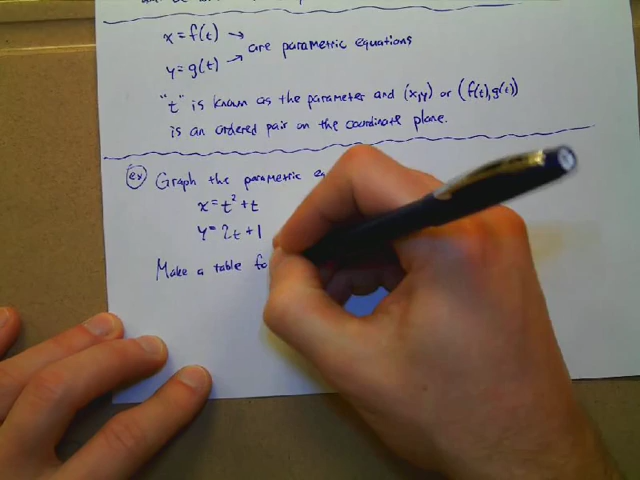 x = f(t) →
are parametric equations
y = g(t) →
"t" is known as the parameter and (x,y) or (f(t),g(t))
is an ordered pair on the coordinate plane.
ex Graph the parametric
x = t² + t
y = 2t + 1
Make a table